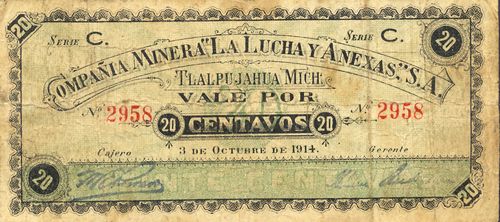 20 SERIE C. SERIE C. 20
COMPAÑIA MINERA "LA LUCHA Y ANEXAS," S.A.
TLALPUJAHUA MICH.
VALE POR
Nº 2958 Nº 2958
20 CENTAVOS 20
Cajero 3 DE OCTUBRE DE 1914. Gerente
20